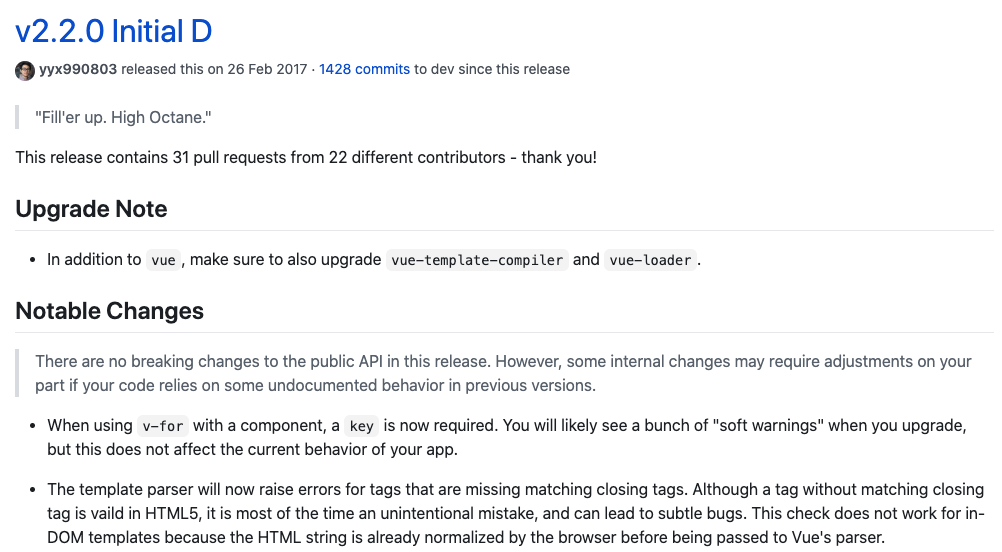 v2.2.0 Initial D
yyx990803 released this on 26 Feb 2017 · 1428 commits to dev since this release
"Fill'er up. High Octane."
This release contains 31 pull requests from 22 different contributors - thank you!
Upgrade Note
• In addition to vue , make sure to also upgrade vue-template-compiler and vue-loader .
Notable Changes
There are no breaking changes to the public API in this release. However, some internal changes may require adjustments on your
part if your code relies on some undocumented behavior in previous versions.
• When using v-for with a component, a key is now required. You will likely see a bunch of "soft warnings" when you upgrade,
but this does not affect the current behavior of your app.
• The template parser will now raise errors for tags that are missing matching closing tags. Although a tag without matching closing
tag is vaild in HTML5, it is most of the time an unintentional mistake, and can lead to subtle bugs. This check does not work for in-
DOM templates because the HTML string is already normalized by the browser before being passed to Vue's parser.